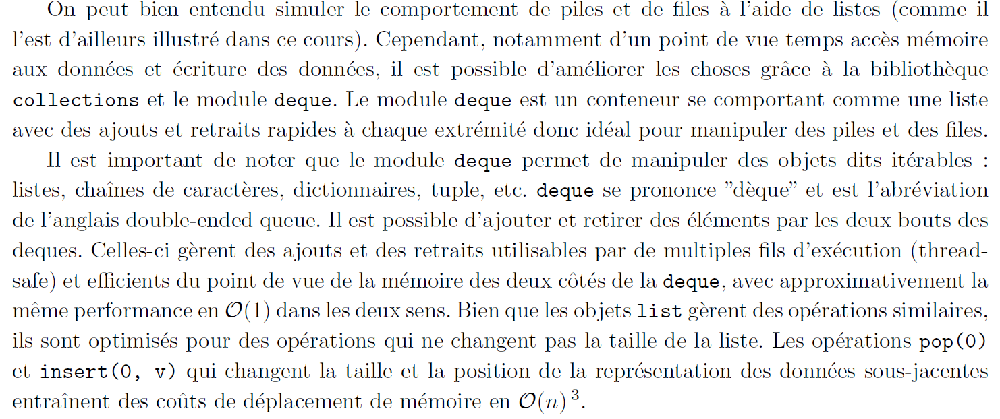 On peut bien entendu simuler le comportement de piles et de files à l'aide de listes (comme il
l'est d'ailleurs illustré dans ce cours). Cependant, notamment d'un point de vue temps accès mémoire
aux données et écriture des données, il est possible d'améliorer les choses grâce à la bibliothèque
collections et le module deque. Le module deque est un conteneur se comportant comme une liste
avec des ajouts et retraits rapides à chaque extrémité donc idéal pour manipuler des piles et des files.
Il est important de noter que le module deque permet de manipuler des objets dits itérables :
listes, chaînes de caractères, dictionnaires, tuple, etc. deque se prononce ”dèque” et est l'abréviation
de l'anglais double-ended queue. Il est possible d'ajouter et retirer des éléments par les deux bouts des
deques. Celles-ci gèrent des ajouts et des retraits utilisables par de multiples fils d'exécution (thread-
safe) et efficients du point de vue de la mémoire des deux côtés de la deque, avec approximativement la
même performance en O(1) dans les deux sens. Bien que les objets list gèrent des opérations similaires,
ils sont optimisés pour des opérations qui ne changent pas la taille de la liste. Les opérations pop(0)
et insert(0, v) qui changent la taille et la position de la représentation des données sous-jacentes
entraînent des coûts de déplacement de mémoire en O(n) ³.